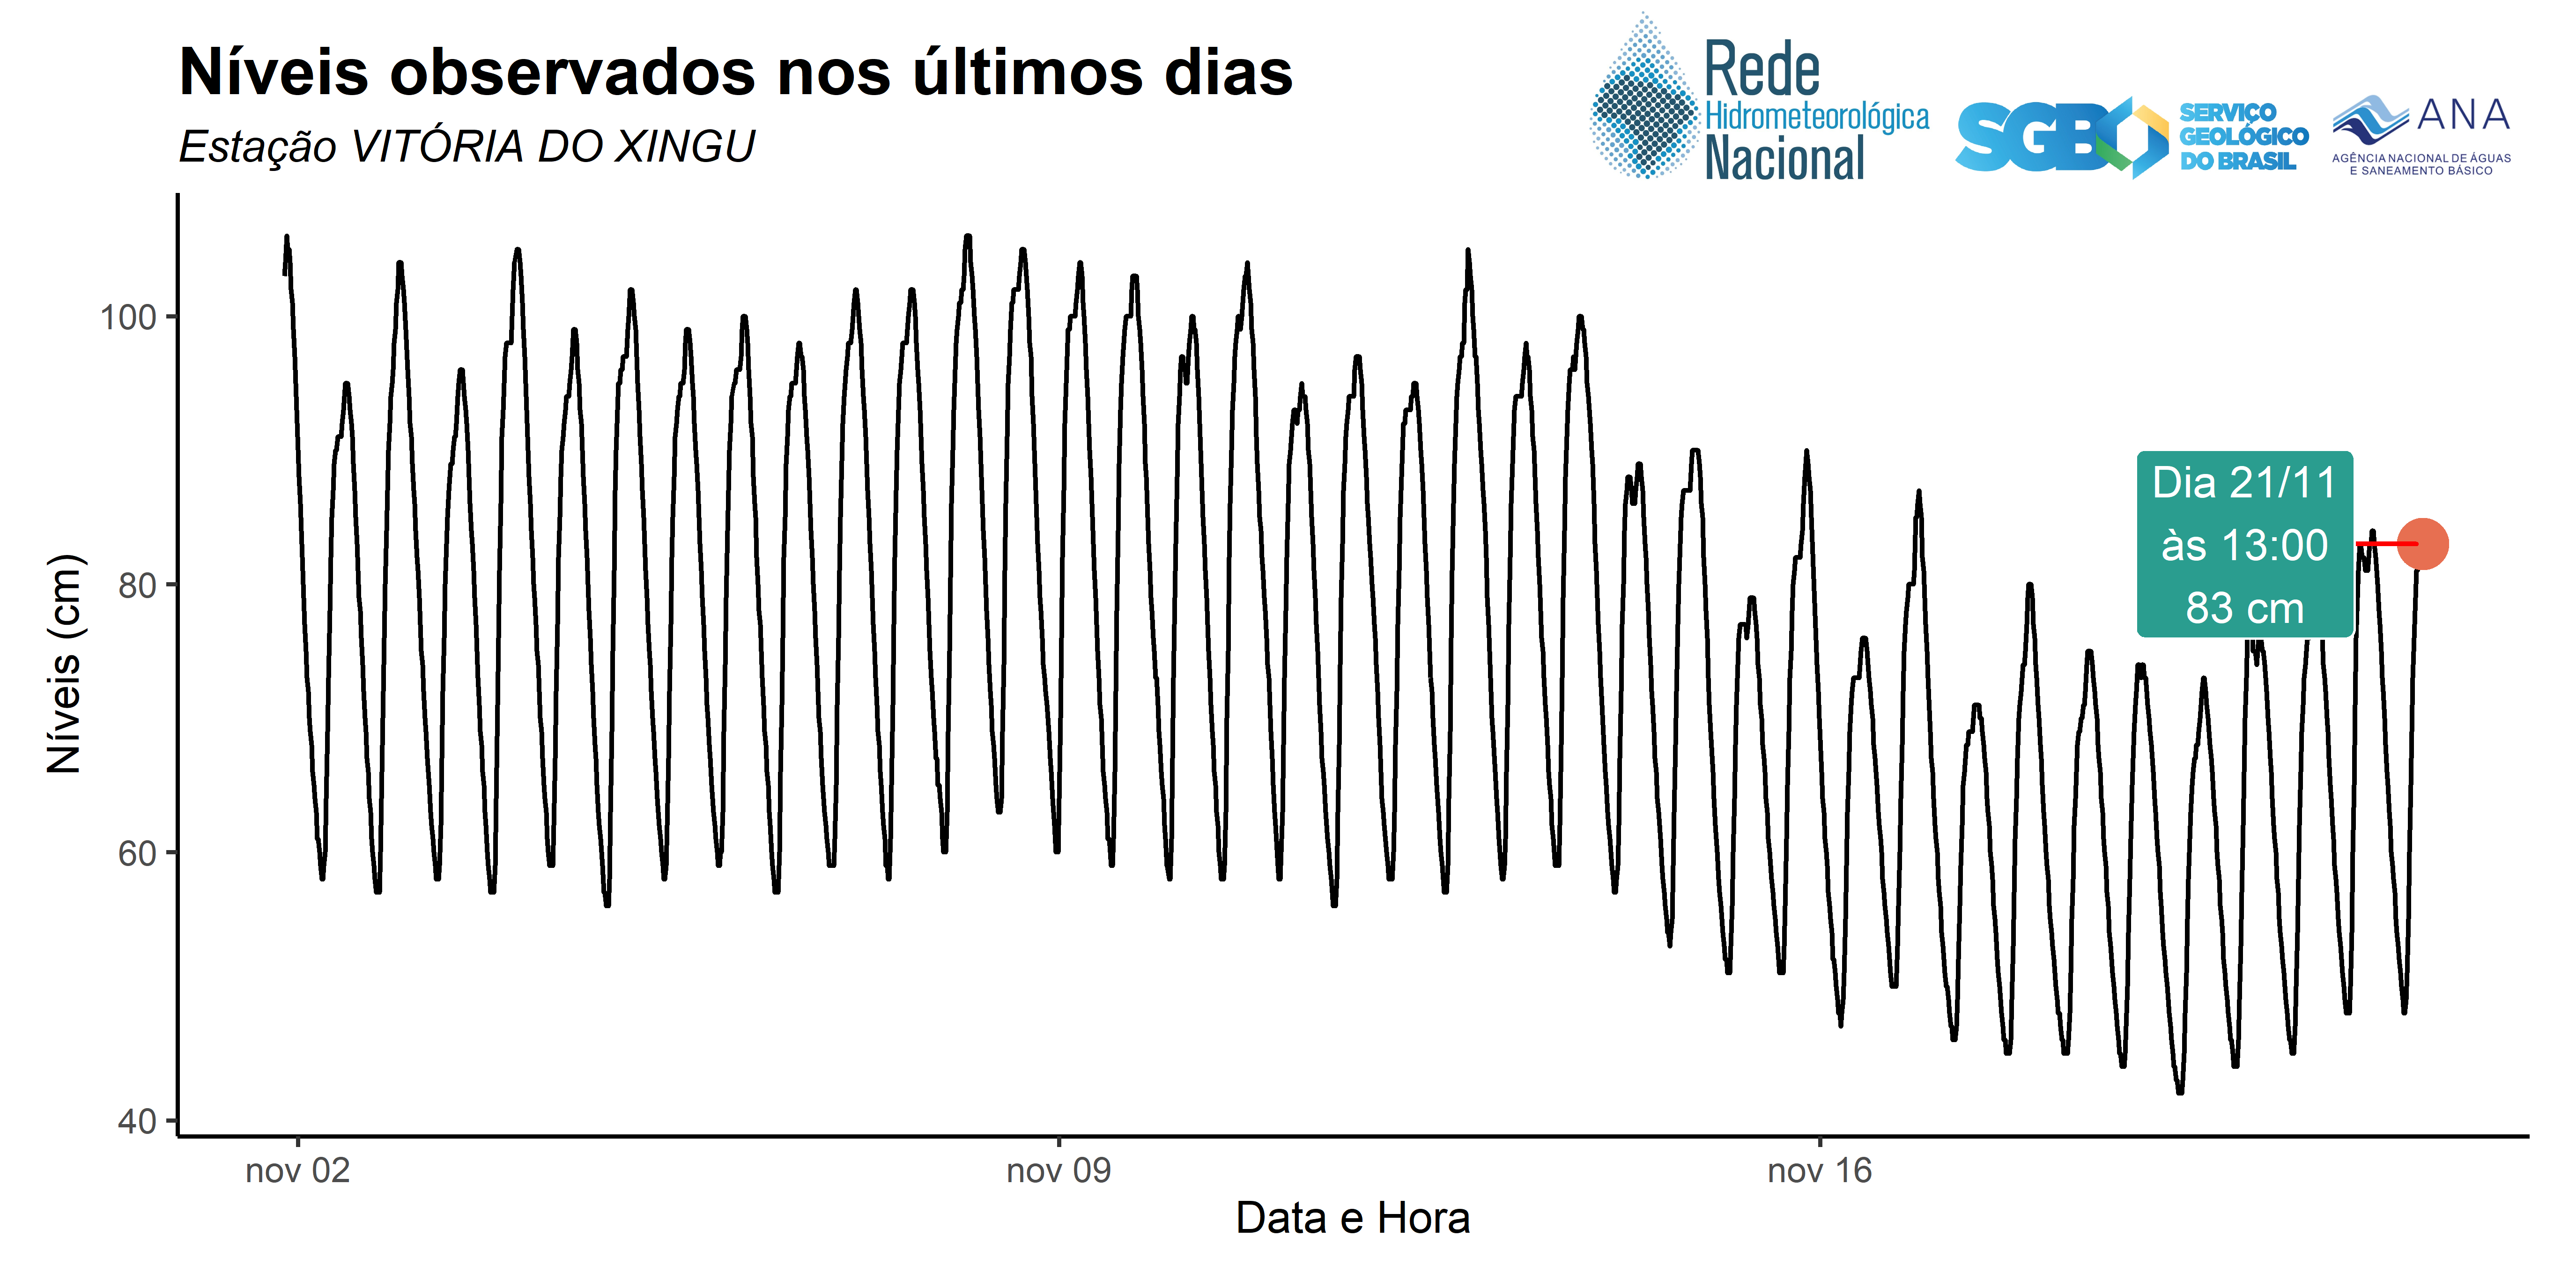 Níveis observados nos últimos dias
Estação VITÓRIA DO XINGU
Rede
Hidrometeorológica
Nacional
SGB
SERVIÇO
GEOLÓGICO
DO BRASIL
ANA
AGÊNCIA NACIONAL DE ÁGUAS
E SANEAMENTO BÁSICO
Níveis (cm)
100
80
60
40
Dia 21/11
às 13:00
83 cm
nov 02
nov 09
nov 16
Data e Hora